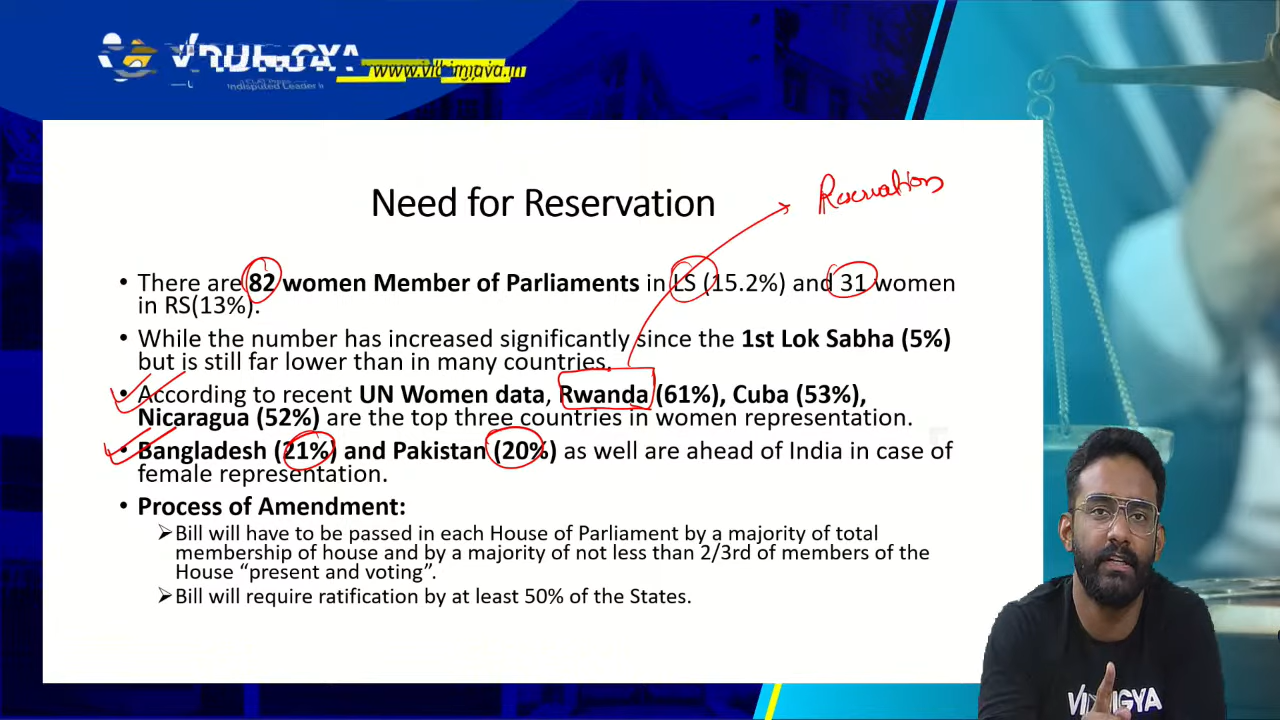 www.vidhigya.in
Need for Reservation
Reservation
• There are 82 women Member of Parliaments in LS (15.2%) and 31 women
in RS(13%).
• While the number has increased significantly since the 1st Lok Sabha (5%)
but is still far lower than in many countries.
• According to recent UN Women data, Rwanda (61%), Cuba (53%),
Nicaragua (52%) are the top three countries in women representation.
• Bangladesh (21%) and Pakistan (20%) as well are ahead of India in case of
female representation.
• Process of Amendment:
➢Bill will have to be passed in each House of Parliament by a majority of total
membership of house and by a majority of not less than 2/3rd of members of the
House “present and voting”.
➢Bill will require ratification by at least 50% of the States.
VIDHIGYA